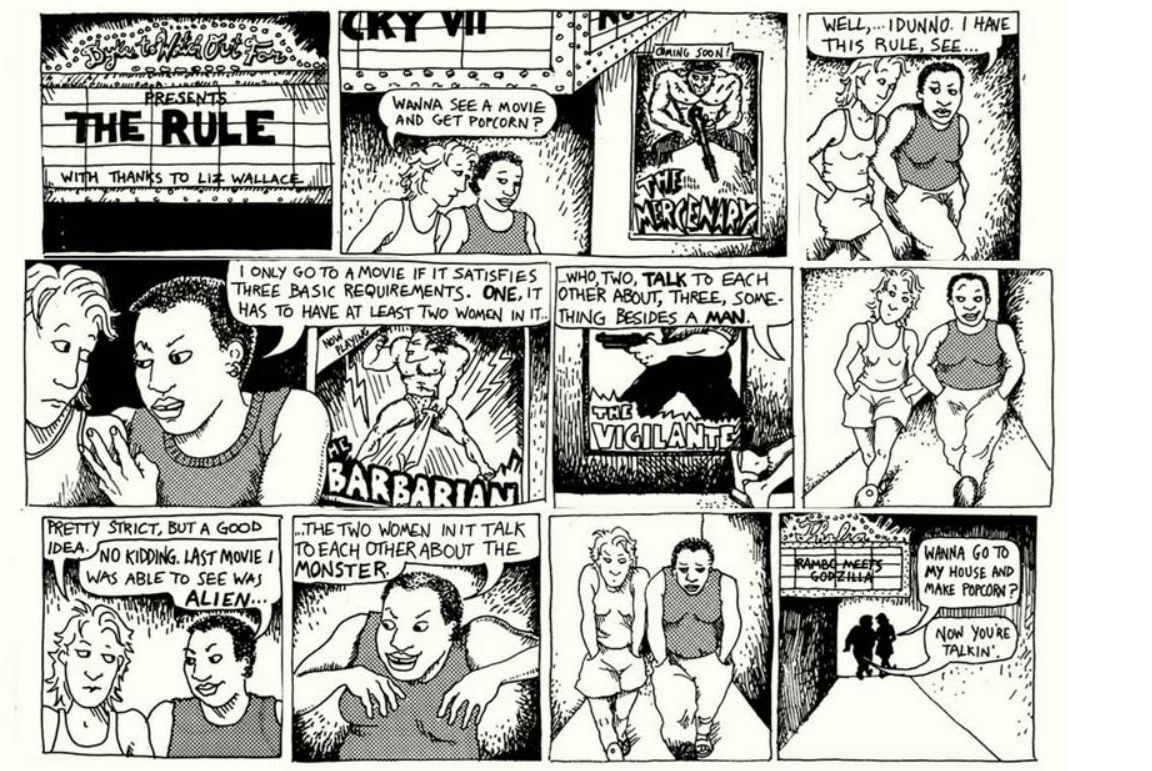 Dykes to Watch Out For
PRESENTS
THE RULE
WITH THANKS TO LIZ WALLACE
CKY VII
WANNA SEE A MOVIE
AND GET POPCORN?
COMING SOON!
THE
MERCENARY
WELL,... I DUNNO. I HAVE
THIS RULE, SEE...
I ONLY GO TO A MOVIE IF IT SATISFIES
THREE BASIC REQUIREMENTS. ONE, IT
HAS TO HAVE AT LEAST TWO WOMEN IN IT...
NOW
PLAYING
THE
BARBARIAN
...WHO, TWO, TALK TO EACH
OTHER ABOUT, THREE, SOME-
THING BESIDES A MAN.
THE
VIGILANTE
PRETTY STRICT, BUT A GOOD
IDEA.
NO KIDDING. LAST MOVIE I
WAS ABLE TO SEE WAS
ALIEN...
...THE TWO WOMEN IN IT TALK
TO EACH OTHER ABOUT THE
MONSTER.
Thalia
RAMBO MEETS
GODZILLA
WANNA GO TO
MY HOUSE AND
MAKE POPCORN?
NOW YOU'RE
TALKIN'.